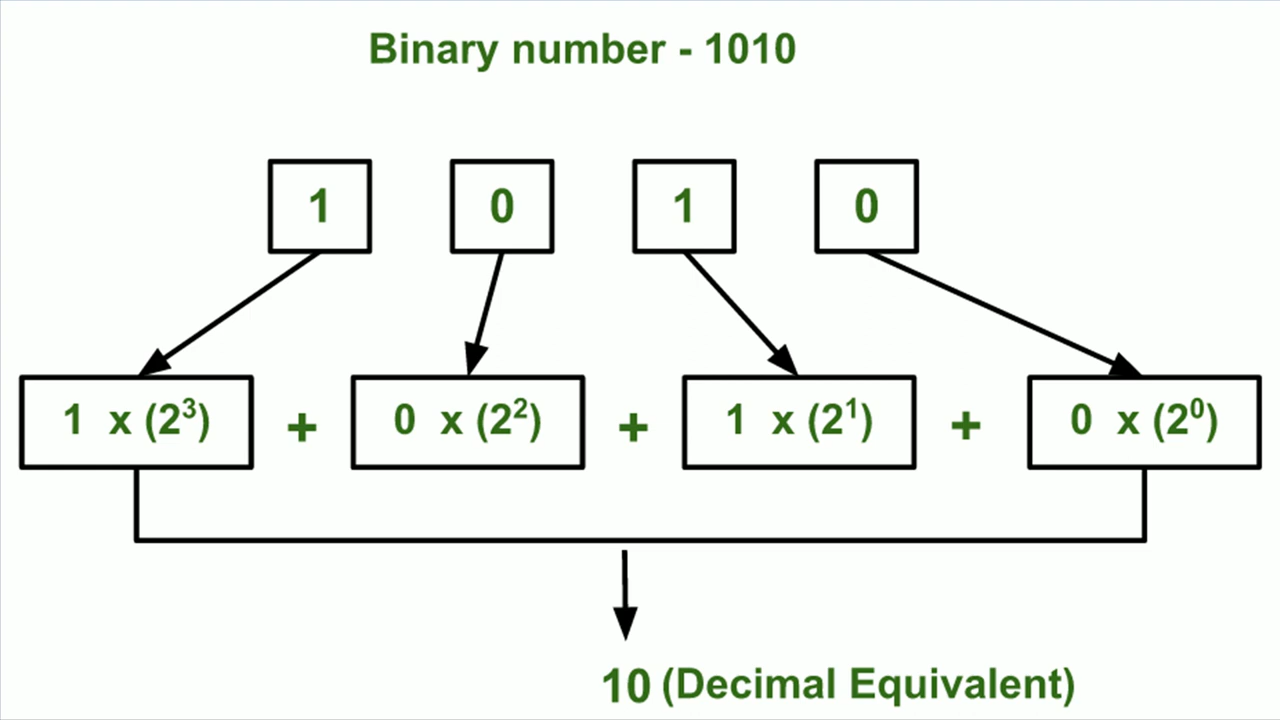 Binary number - 1010
1 0 1 0
1 x (2³) + 0 x (2²) + 1 x (2¹) + 0 x (2⁰)
10 (Decimal Equivalent)